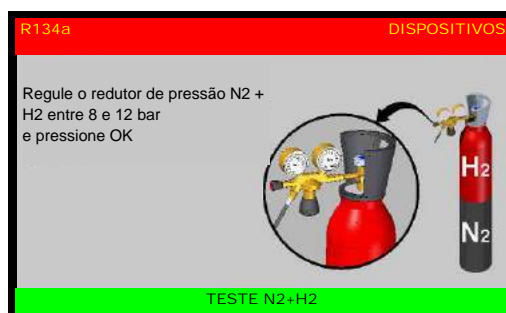 R134a DISPOSITIVOS
Regule o redutor de pressão N2 +
H2 entre 8 e 12 bar
e pressione OK
H2
N2
TESTE N2+H2